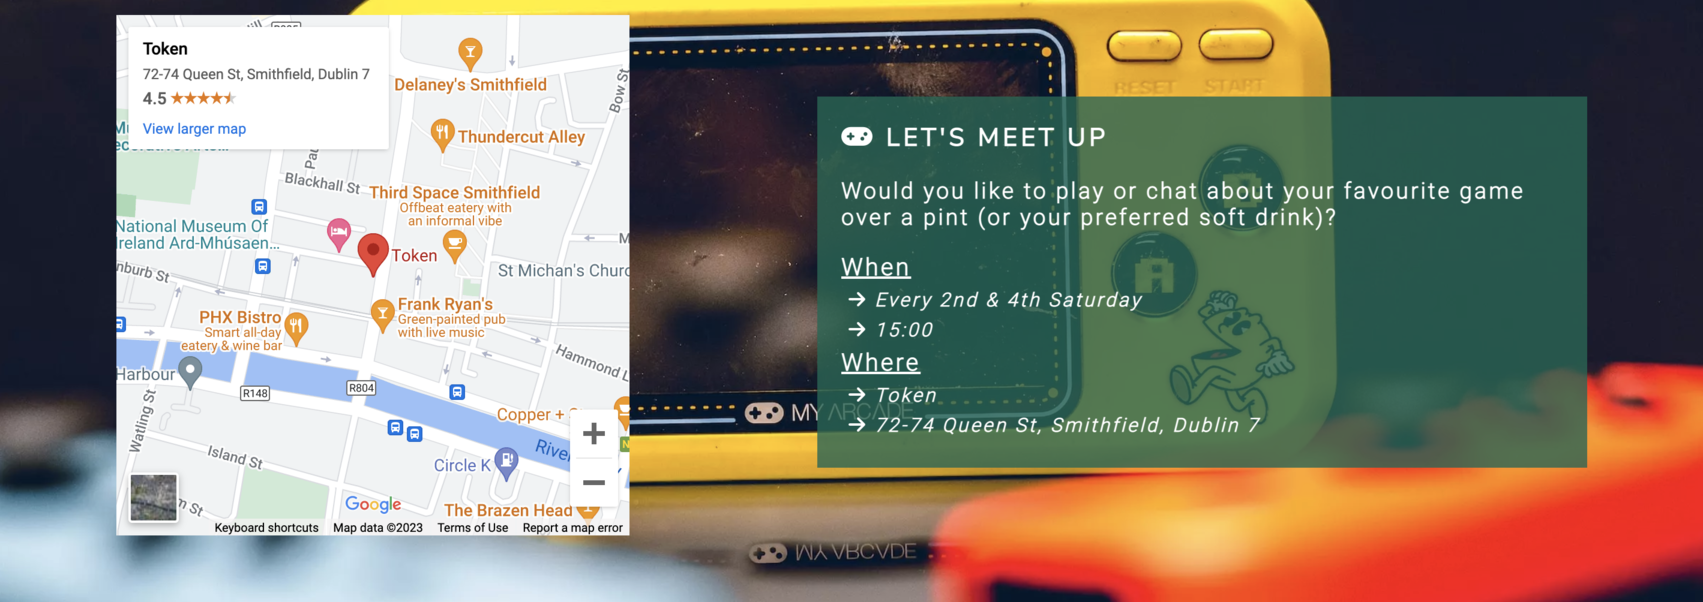 Token
72-74 Queen St, Smithfield, Dublin 7
4.5
View larger map
Delaney's Smithfield
Bow St
Thundercut Alley
Blackhall St
Third Space Smithfield
Offbeat eatery with
an informal vibe
National Museum Of
Ireland Ard-Mhúsaen...
Token
St Michan's Churc
nburb St
Frank Ryan's
Green-painted pub
with live music
PHX Bistro
Smart all-day
eatery & wine bar
Hammond L
Harbour
R148
R804
Copper +
Watling St
Island St
River
Circle K
m St
Google
The Brazen Head
Keyboard shortcuts
Map data ©2023
Terms of Use
Report a map error
RESET
START
LET'S MEET UP
Would you like to play or chat about your favourite game
over a pint (or your preferred soft drink)?
When
→ Every 2nd & 4th Saturday
→ 15:00
Where
→ Token
→ 72-74 Queen St, Smithfield, Dublin 7
MY ARCADE
MY ARCADE